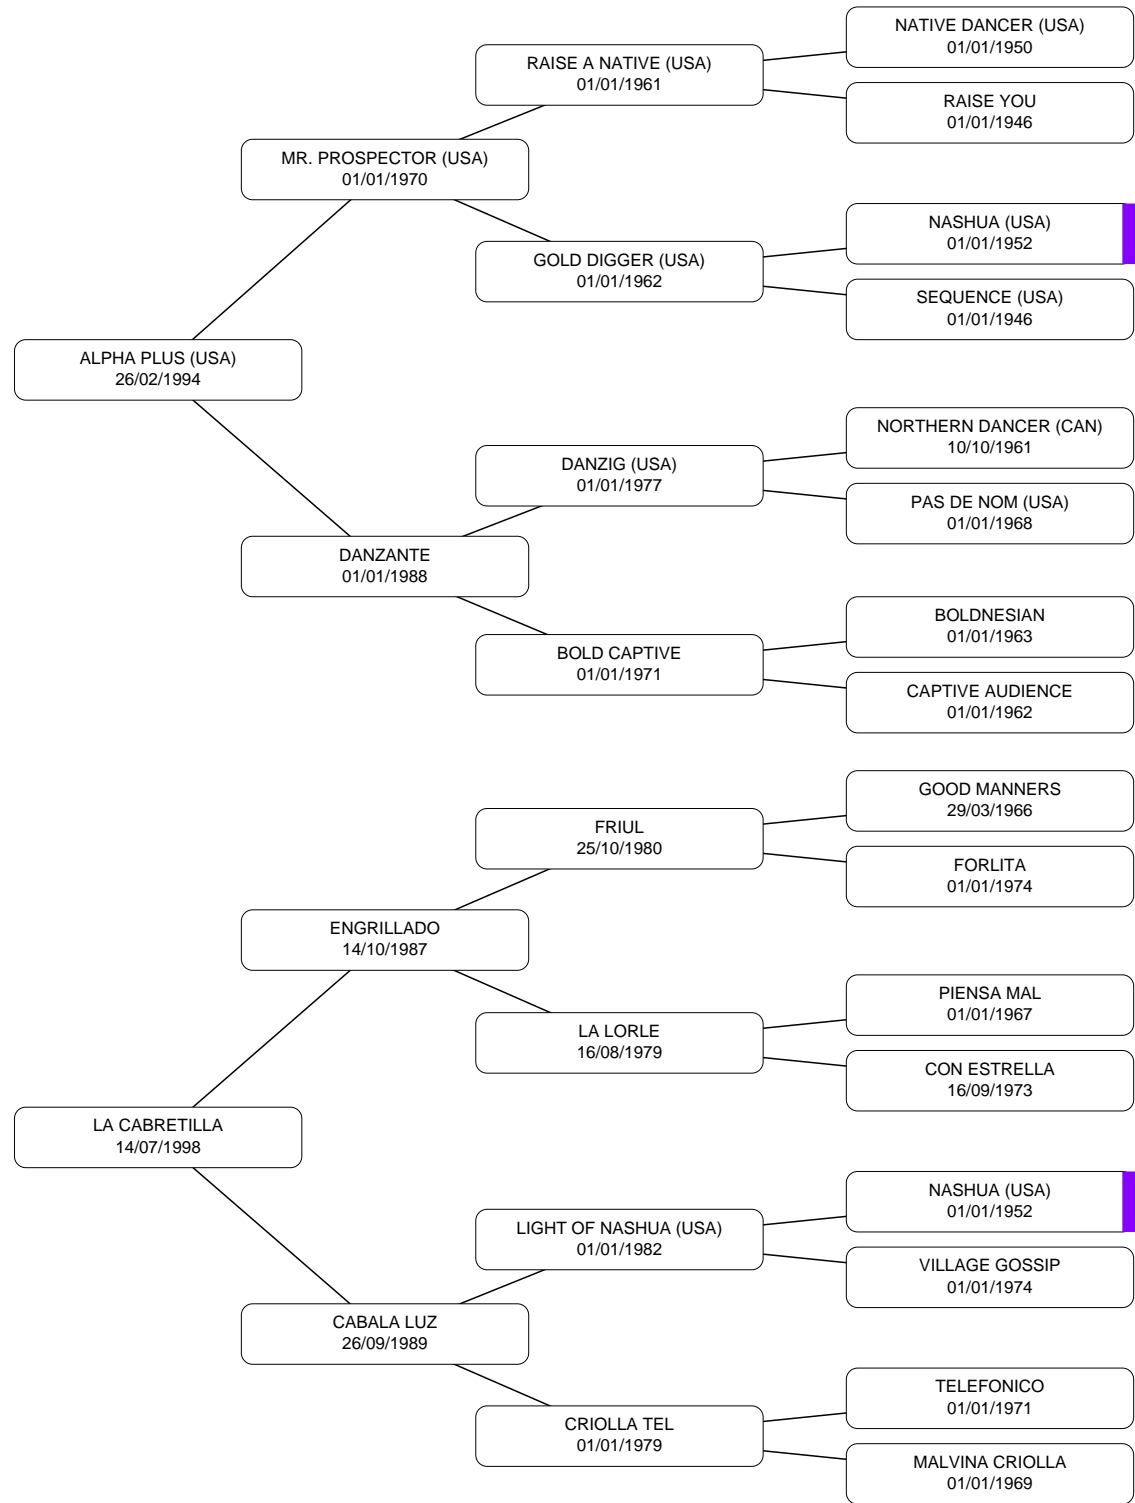 NATIVE DANCER (USA)
01/01/1950
RAISE A NATIVE (USA)
01/01/1961
RAISE YOU
01/01/1946
MR. PROSPECTOR (USA)
01/01/1970
NASHUA (USA)
01/01/1952
GOLD DIGGER (USA)
01/01/1962
SEQUENCE (USA)
01/01/1946
ALPHA PLUS (USA)
26/02/1994
NORTHERN DANCER (CAN)
10/10/1961
DANZIG (USA)
01/01/1977
PAS DE NOM (USA)
01/01/1968
DANZANTE
01/01/1988
BOLDNESIAN
01/01/1963
BOLD CAPTIVE
01/01/1971
CAPTIVE AUDIENCE
01/01/1962
GOOD MANNERS
29/03/1966
FRIUL
25/10/1980
FORLITA
01/01/1974
ENGRILLADO
14/10/1987
PIENSA MAL
01/01/1967
LA LORLE
16/08/1979
CON ESTRELLA
16/09/1973
LA CABRETILLA
14/07/1998
NASHUA (USA)
01/01/1952
LIGHT OF NASHUA (USA)
01/01/1982
VILLAGE GOSSIP
01/01/1974
CABALA LUZ
26/09/1989
TELEFONICO
01/01/1971
CRIOLLA TEL
01/01/1979
MALVINA CRIOLLA
01/01/1969